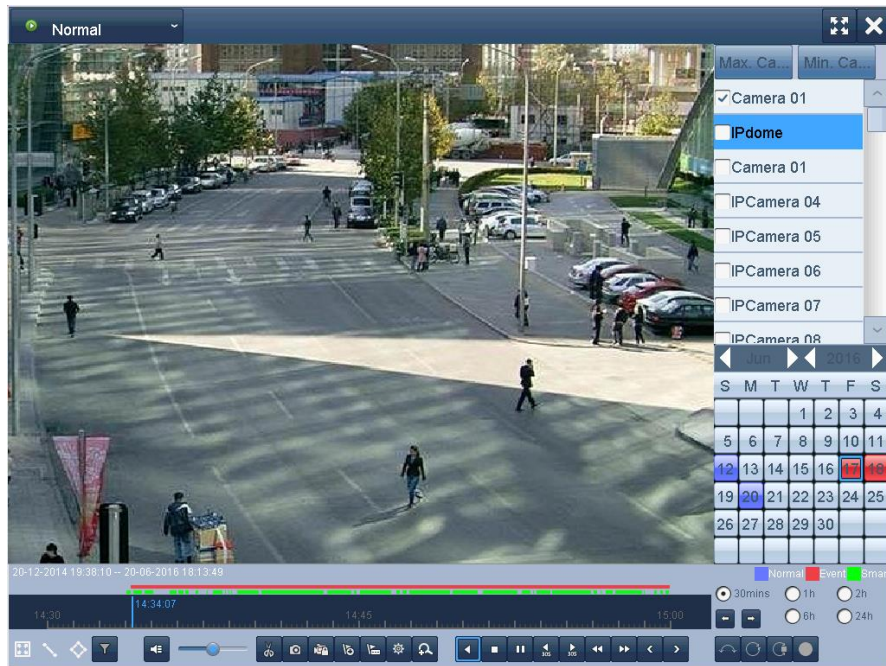 Normal
Max. Ca... Min. Ca...
Camera 01
IPdome
Camera 01
IPCamera 04
IPCamera 05
IPCamera 06
IPCamera 07
IPCamera 08
Jun 2016
S M T W T F S
1 2 3 4
5 6 7 8 9 10 11
12 13 14 15 16 17 18
19 20 21 22 23 24 25
26 27 28 29 30
20-12-2014 19:38:10 -- 20-06-2016 18:13:49
Normal Event Smar
14:34:07
14:30 14:45 15:00
30mins 1h 2h
6h 24h
30S 30S